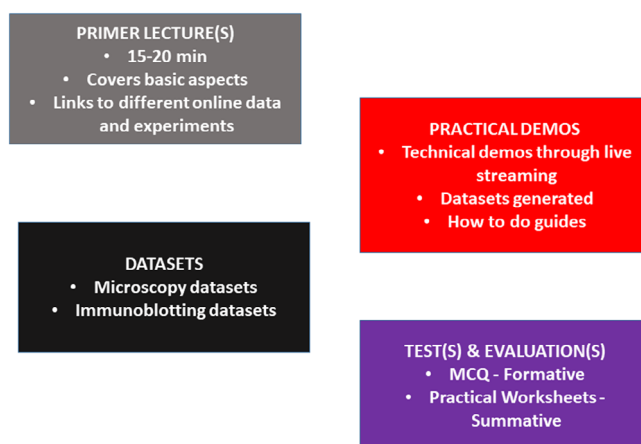 PRIMER LECTURE(S)
• 15-20 min
• Covers basic aspects
• Links to different online data
and experiments
PRACTICAL DEMOS
• Technical demos through live
streaming
• Datasets generated
• How to do guides
DATASETS
• Microscopy datasets
• Immunoblotting datasets
TEST(S) & EVALUATION(S)
• MCQ - Formative
• Practical Worksheets -
Summative